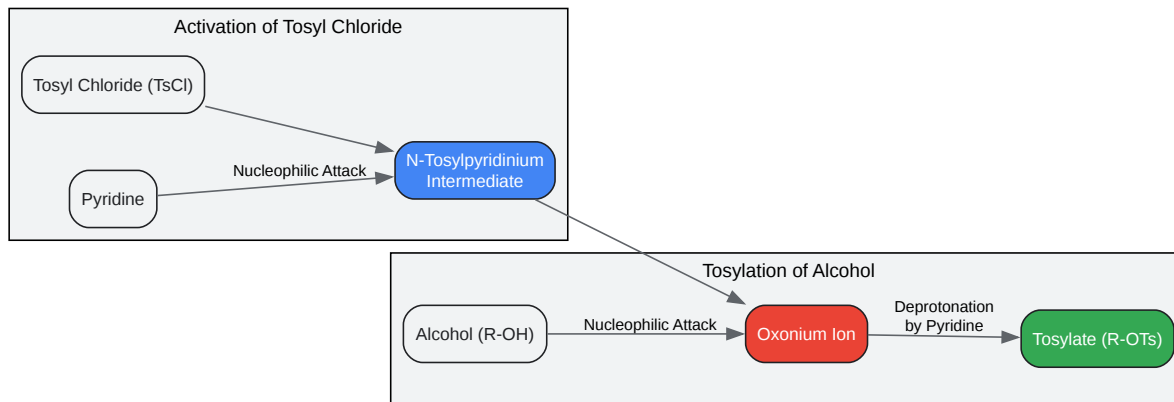 Activation of Tosyl Chloride
Tosyl Chloride (TsCl)
Nucleophilic Attack
N-Tosylpyridinium
Intermediate
Pyridine
Tosylation of Alcohol
Alcohol (R-OH)
Nucleophilic Attack
Oxonium Ion
Deprotonation
by Pyridine
Tosylate (R-OTs)